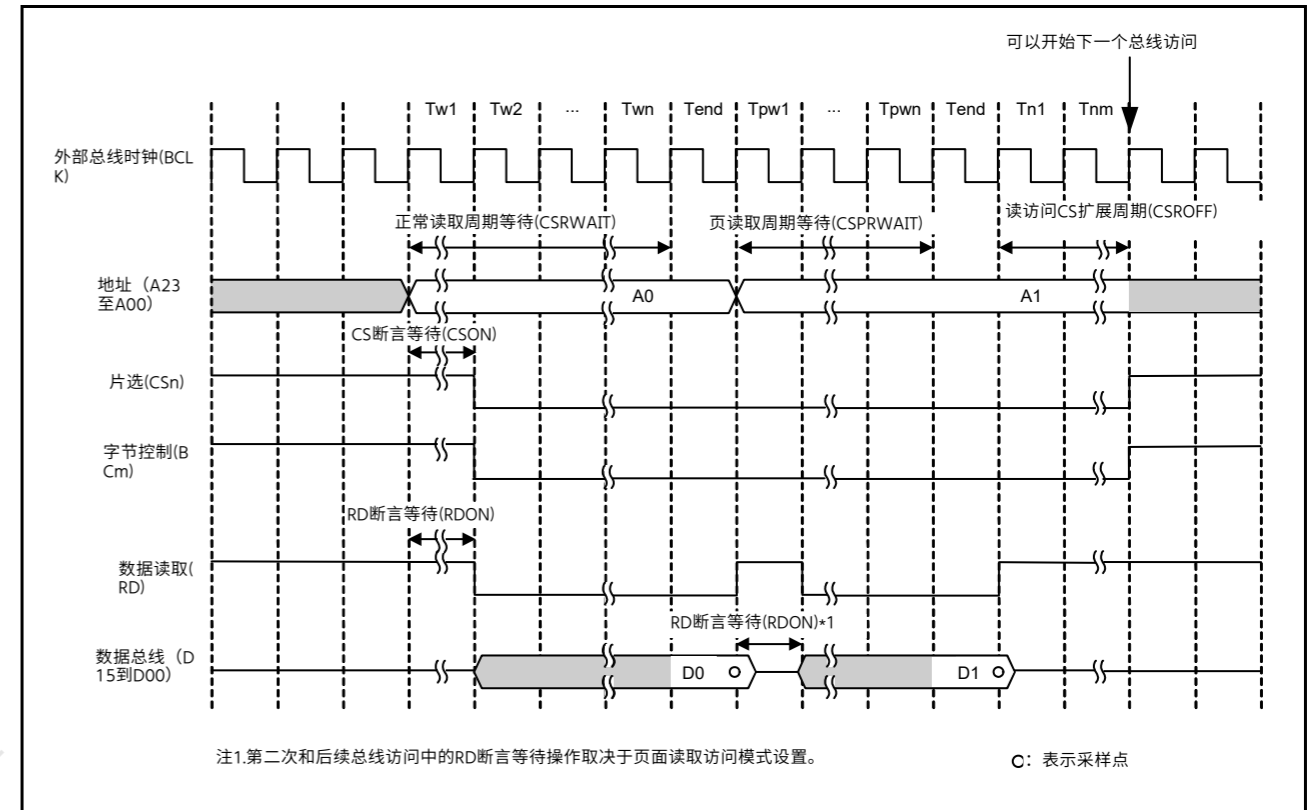 可以开始下一个总线访问
Tw1 Tw2 ... Twn Tend Tpw1 ... Tpwn Tend Tn1 Tnm
外部总线时钟(BCL
K)
正常读取周期等待(CSRWAIT)
页读取周期等待(CSPRWAIT)
读访问CS扩展周期(CSROFF)
地址（A23
至A00）
A0
A1
CS断言等待(CSON)
片选(CSn)
字节控制(B
Cm)
RD断言等待(RDON)
数据读取(
RD)
RD断言等待(RDON)*1
数据总线（D
15到D00）
D0
D1
注1.第二次和后续总线访问中的RD断言等待操作取决于页面读取访问模式设置。
O：表示采样点